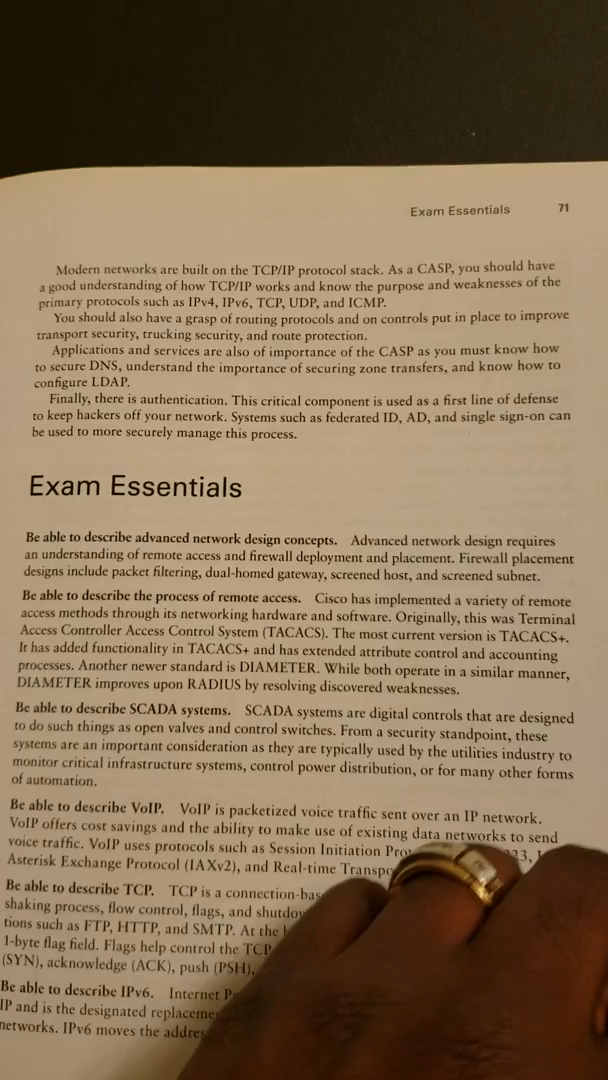 Exam Essentials 71
Modern networks are built on the TCP/IP protocol stack. As a CASP, you should have
a good understanding of how TCP/IP works and know the purpose and weaknesses of the
primary protocols such as IPv4, IPv6, TCP, UDP, and ICMP.
You should also have a grasp of routing protocols and on controls put in place to improve
transport security, trucking security, and route protection.
Applications and services are also of importance of the CASP as you must know how
to secure DNS, understand the importance of securing zone transfers, and know how to
configure LDAP.
Finally, there is authentication. This critical component is used as a first line of defense
to keep hackers off your network. Systems such as federated ID, AD, and single sign-on can
be used to more securely manage this process.
Exam Essentials
Be able to describe advanced network design concepts. Advanced network design requires
an understanding of remote access and firewall deployment and placement. Firewall placement
designs include packet filtering, dual-homed gateway, screened host, and screened subnet.
Be able to describe the process of remote access. Cisco has implemented a variety of remote
access methods through its networking hardware and software. Originally, this was Terminal
Access Controller Access Control System (TACACS). The most current version is TACACS+.
It has added functionality in TACACS+ and has extended attribute control and accounting
processes. Another newer standard is DIAMETER. While both operate in a similar manner,
DIAMETER improves upon RADIUS by resolving discovered weaknesses.
Be able to describe SCADA systems. SCADA systems are digital controls that are designed
to do such things as open valves and control switches. From a security standpoint, these
systems are an important consideration as they are typically used by the utilities industry to
monitor critical infrastructure systems, control power distribution, or for many other forms
of automation.
Be able to describe VoIP. VoIP is packetized voice traffic sent over an IP network.
VoIP offers cost savings and the ability to make use of existing data networks to send
voice traffic. VoIP uses protocols such as Session Initiation
Asterisk Exchange Protocol (IAXv2), and Real-time
Be able to describe TCP. TCP is a
shaking process, flow control, flags, and
tions such as FTP, HTTP, and SMTP. At the
1-byte flag field. Flags help control the TCP
(SYN), acknowledge (ACK), push (PSH),
Be able to describe IPv6. Internet
IP and is the designated
networks. IPv6 moves the